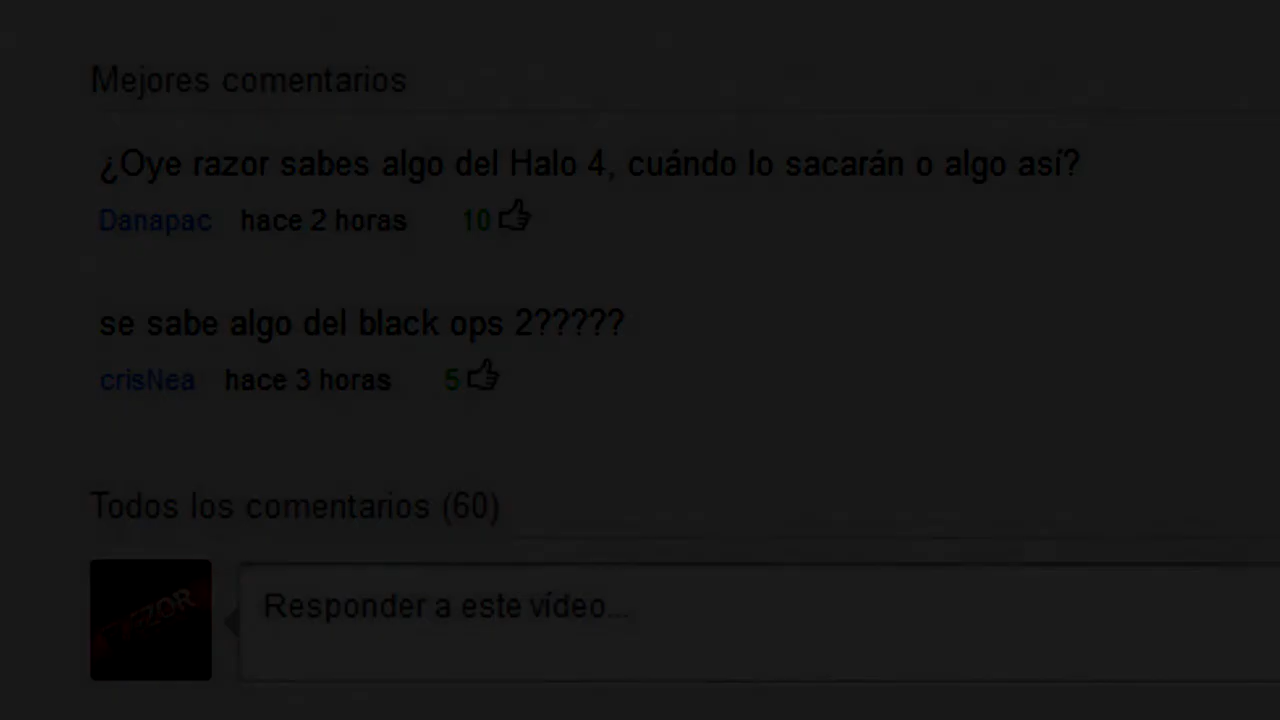 Mejores comentarios
¿Oye razor sabes algo del Halo 4, cuándo lo sacarán o algo así?
Danapac hace 2 horas 10
se sabe algo del black ops 2?????
crisNea hace 3 horas 5
Todos los comentarios (60)
Responder a este vídeo...